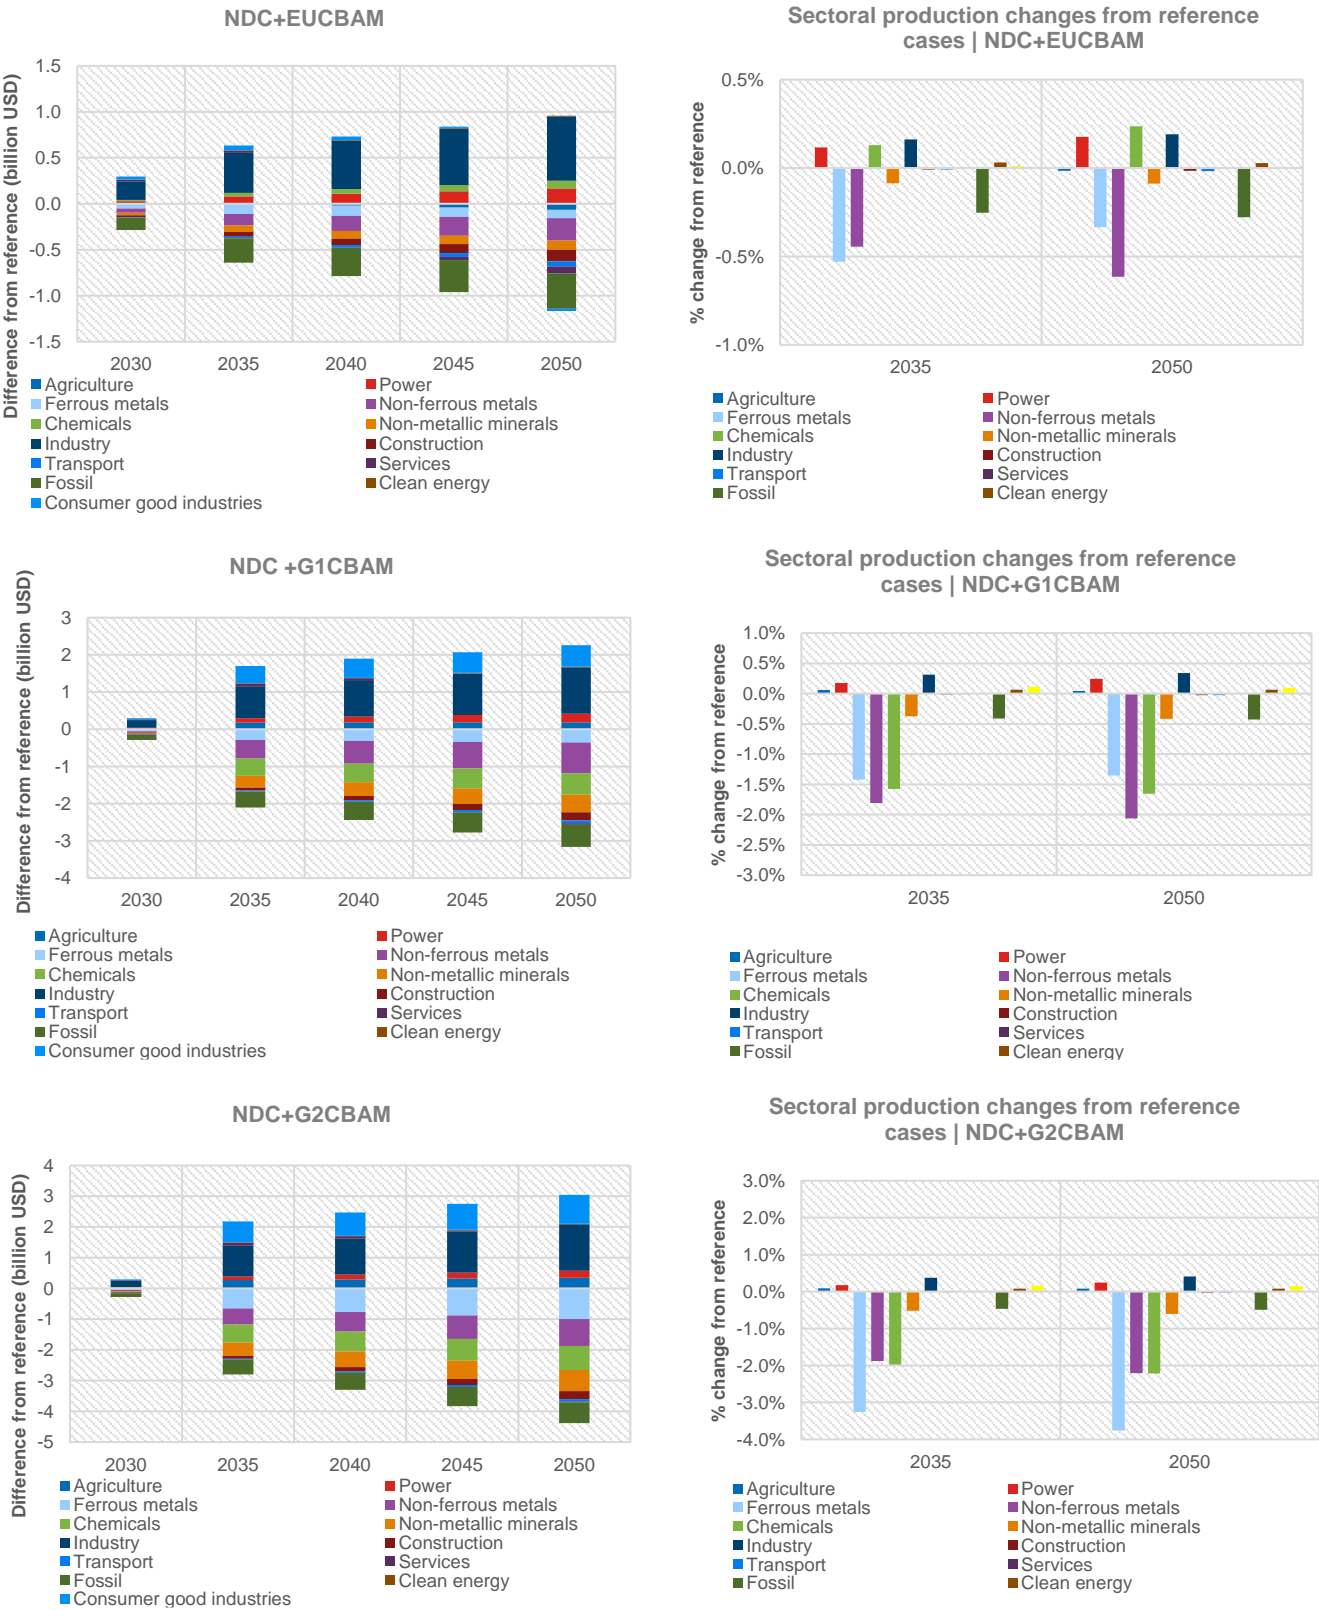 NDC+EUCBAM
Difference from reference (billion USD)
1.5
1.0
0.5
0.0
-0.5
-1.0
-1.5
2030 2035 2040 2045 2050
Agriculture Power
Ferrous metals Non-ferrous metals
Chemicals Non-metallic minerals
Industry Construction
Transport Services
Fossil Clean energy
Consumer good industries
Sectoral production changes from reference
cases | NDC+EUCBAM
% change from reference
0.5%
0.0%
-0.5%
-1.0%
2035 2050
Agriculture Power
Ferrous metals Non-ferrous metals
Chemicals Non-metallic minerals
Industry Construction
Transport Services
Fossil Clean energy
NDC +G1CBAM
Difference from reference (billion USD)
3
2
1
0
-1
-2
-3
-4
2030 2035 2040 2045 2050
Agriculture Power
Ferrous metals Non-ferrous metals
Chemicals Non-metallic minerals
Industry Construction
Transport Services
Fossil Clean energy
Consumer good industries
Sectoral production changes from reference
cases | NDC+G1CBAM
% change from reference
1.0%
0.5%
0.0%
-0.5%
-1.0%
-1.5%
-2.0%
-2.5%
-3.0%
2035 2050
Agriculture Power
Ferrous metals Non-ferrous metals
Chemicals Non-metallic minerals
Industry Construction
Transport Services
Fossil Clean energy
NDC+G2CBAM
Difference from reference (billion USD)
4
3
2
1
0
-1
-2
-3
-4
-5
2030 2035 2040 2045 2050
Agriculture Power
Ferrous metals Non-ferrous metals
Chemicals Non-metallic minerals
Industry Construction
Transport Services
Fossil Clean energy
Consumer good industries
Sectoral production changes from reference
cases | NDC+G2CBAM
% change from reference
3.0%
2.0%
1.0%
0.0%
-1.0%
-2.0%
-3.0%
-4.0%
2035 2050
Agriculture Power
Ferrous metals Non-ferrous metals
Chemicals Non-metallic minerals
Industry Construction
Transport Services
Fossil Clean energy